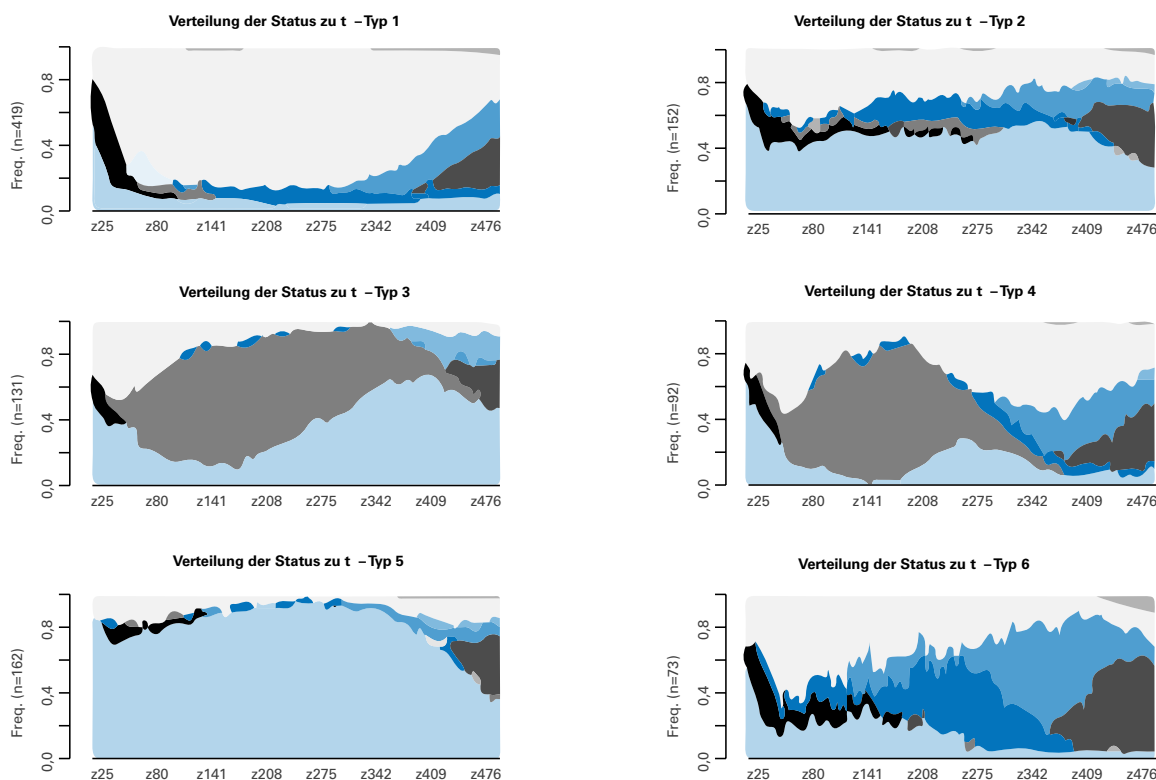 Verteilung der Status zu t –Typ 1
Freq. (n=419)
0,8
0,4
0,0
z25 z80 z141 z208 z275 z342 z409 z476
Verteilung der Status zu t –Typ 2
Freq. (n=152)
0,8
0,4
0,0
z25 z80 z141 z208 z275 z342 z409 z476
Verteilung der Status zu t –Typ 3
Freq. (n=131)
0,8
0,4
0,0
z25 z80 z141 z208 z275 z342 z409 z476
Verteilung der Status zu t –Typ 4
Freq. (n=92)
0,8
0,4
0,0
z25 z80 z141 z208 z275 z342 z409 z476
Verteilung der Status zu t –Typ 5
Freq. (n=162)
0,8
0,4
0,0
z25 z80 z141 z208 z275 z342 z409 z476
Verteilung der Status zu t –Typ 6
Freq. (n=73)
0,8
0,4
0,0
z25 z80 z141 z208 z275 z342 z409 z476